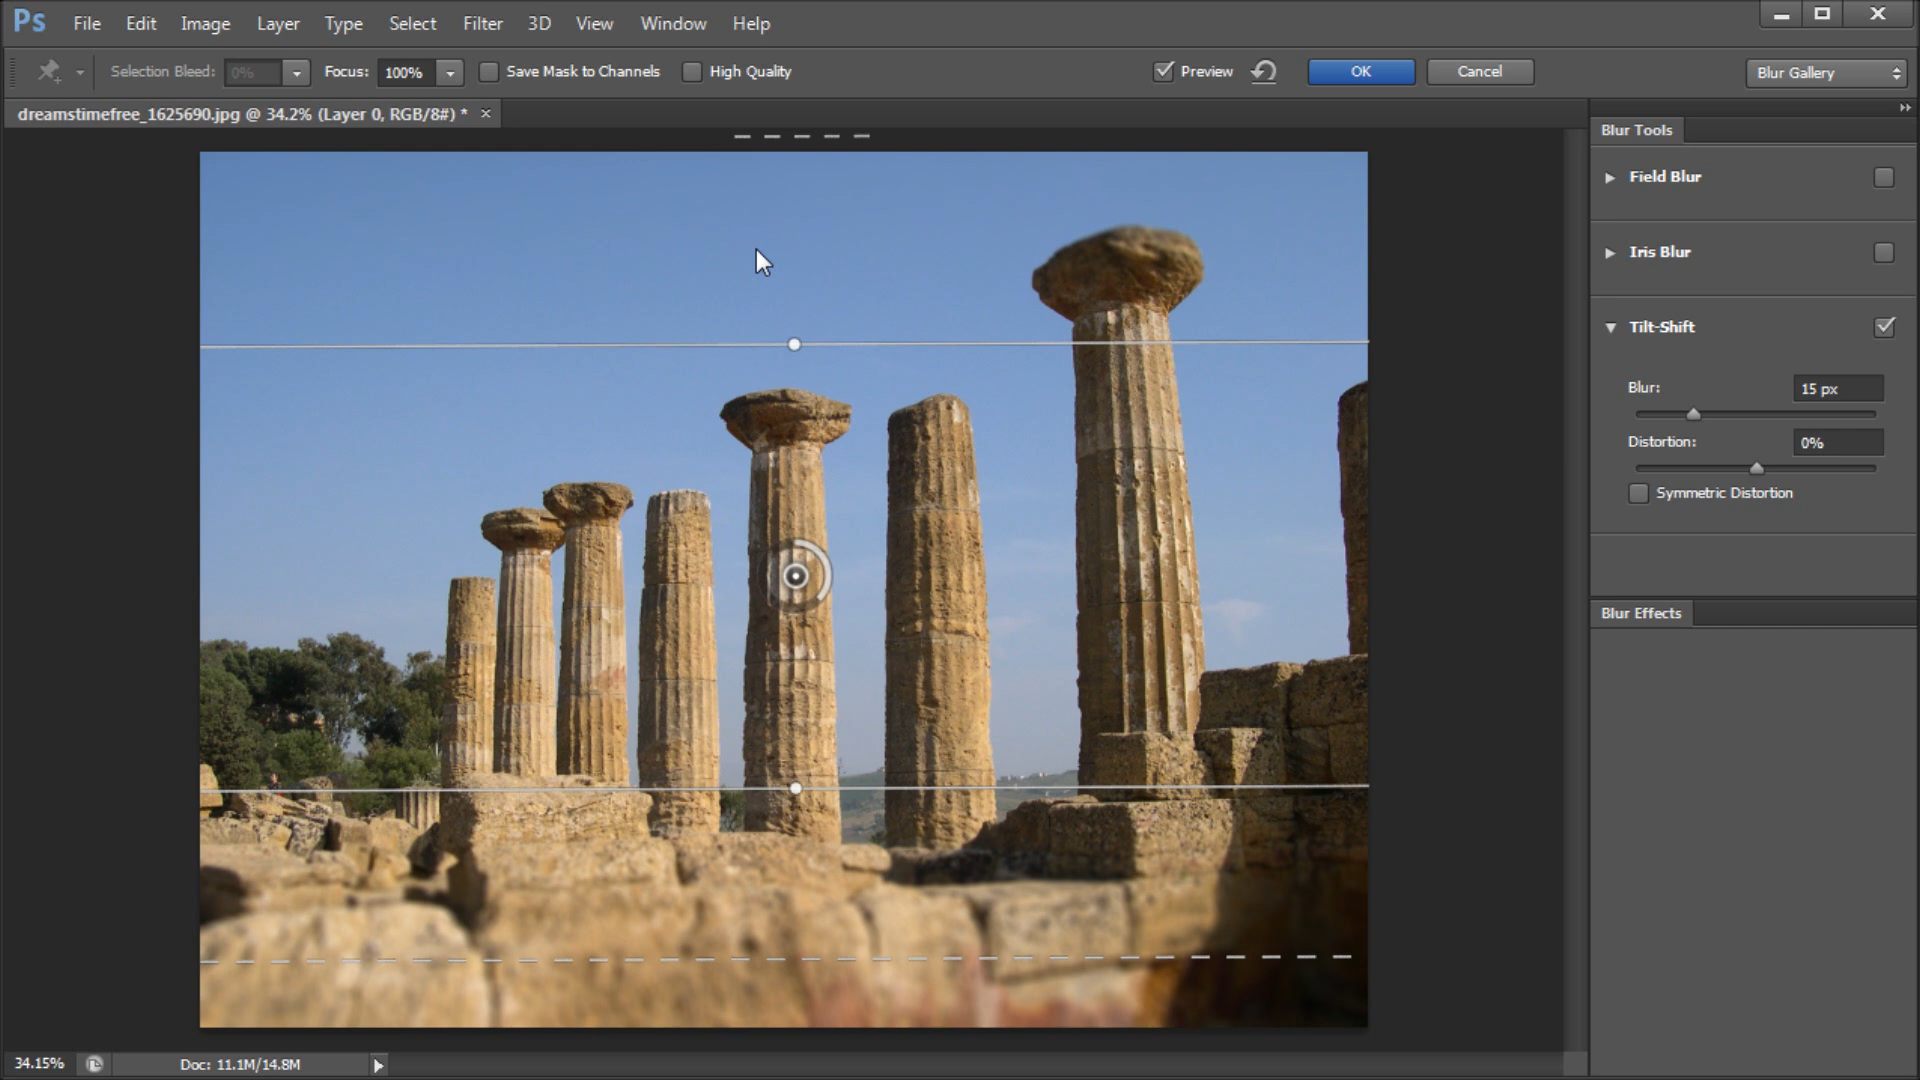 Ps File Edit Image Layer Type Select Filter 3D View Window Help
Selection Bleed: 0% Focus: 100% Save Mask to Channels High Quality Preview OK Cancel Blur Gallery
dreamstimefree_1625690.jpg @ 34.2% (Layer 0, RGB/8#) *
Blur Tools
Field Blur
Iris Blur
Tilt-Shift
Blur: 15 px
Distortion: 0%
Symmetric Distortion
Blur Effects
34.15% Doc: 11.1M/14.8M